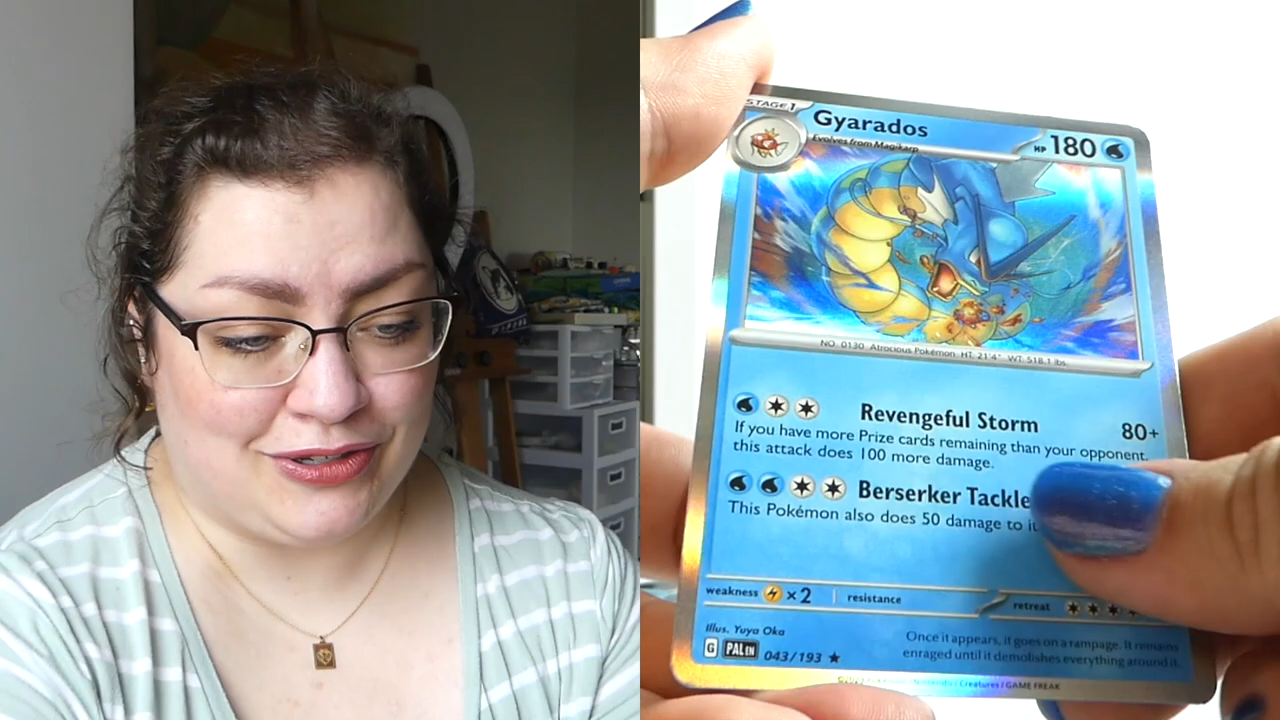 STAGE 1
Gyarados
HP 180
Evolves from Magikarp
NO. 0130 Atrocious Pokémon HT: 21'4" WT: 518.1 lbs.
Revengeful Storm 80+
If you have more Prize cards remaining than your opponent,
this attack does 100 more damage.
Berserker Tackle
This Pokémon also does 50 damage to
weakness ×2 resistance retreat
Illus. Yuya Oka
G PAL EN 043/193
Once it appears, it goes on a rampage. It remains
enraged until it demolishes everything around it.
Nintendo / Creatures / GAME FREAK